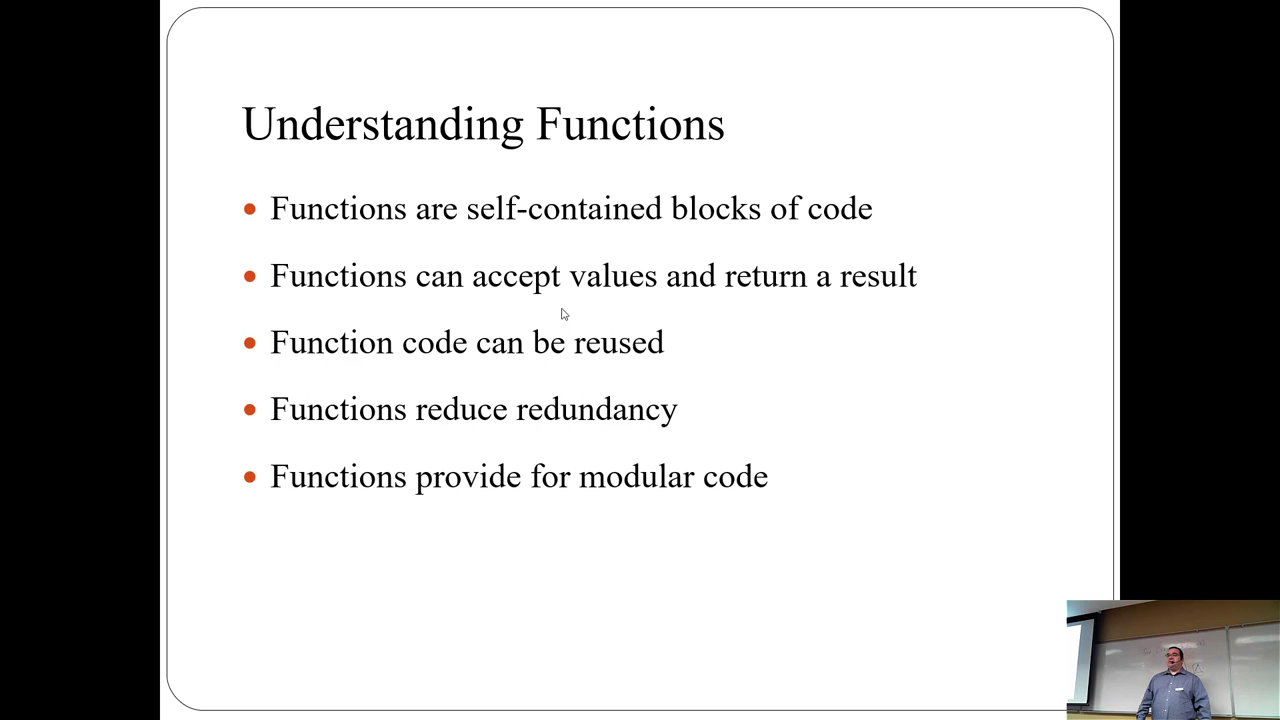 Understanding Functions
Functions are self-contained blocks of code
Functions can accept values and return a result
Function code can be reused
Functions reduce redundancy
Functions provide for modular code